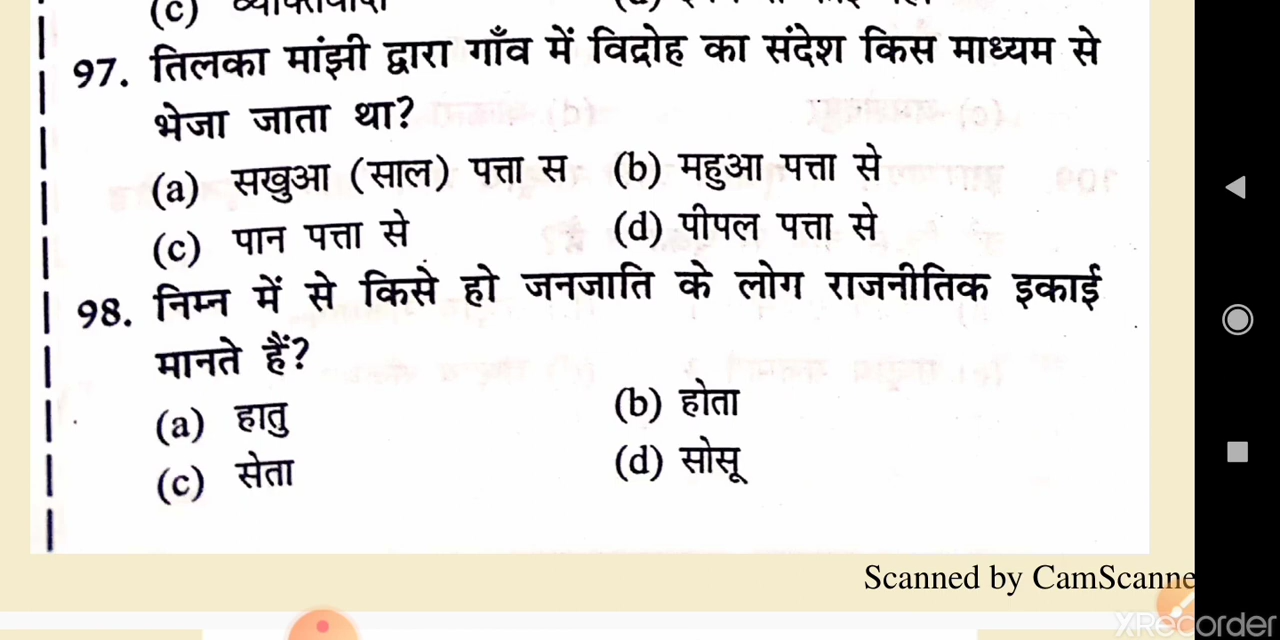 (c)
97. तिलका मांझी द्वारा गाँव में विद्रोह का संदेश किस माध्यम से
भेजा जाता था?
(a) सखुआ (साल) पत्ता स (b) महुआ पत्ता से
(c) पान पत्ता से (d) पीपल पत्ता से
98. निम्न में से किसे हो जनजाति के लोग राजनीतिक इकाई
मानते हैं?
(a) हातु (b) होता
(c) सेता (d) सोसू
Scanned by CamScanne
XRecorder